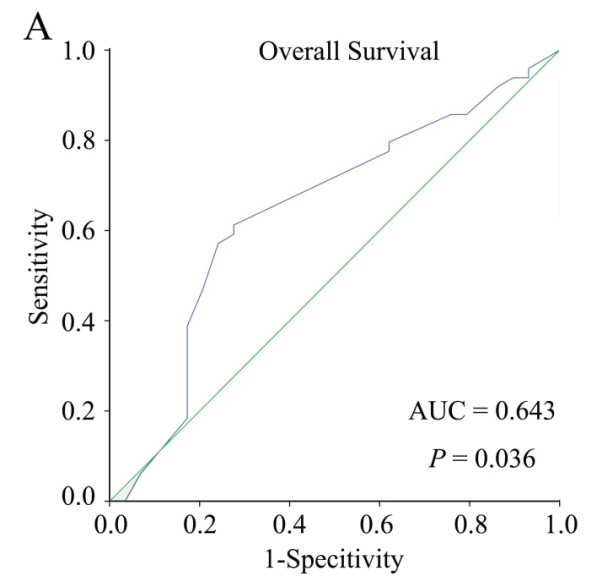 A
Overall Survival
1.0
0.8
0.6
0.4
0.2
0.0
Sensitivity
AUC = 0.643
P = 0.036
0.0 0.2 0.4 0.6 0.8 1.0
1-Specitivity